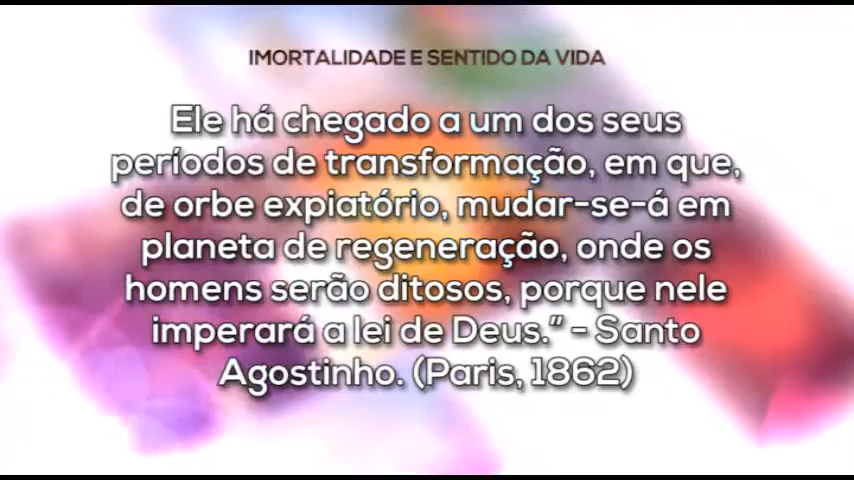 IMORTALIDADE E SENTIDO DA VIDA
Ele há chegado a um dos seus
períodos de transformação, em que,
de orbe expiatório, mudar-se-á em
planeta de regeneração, onde os
homens serão ditosos, porque nele
imperará a lei de Deus.” - Santo
Agostinho. (Paris, 1862)